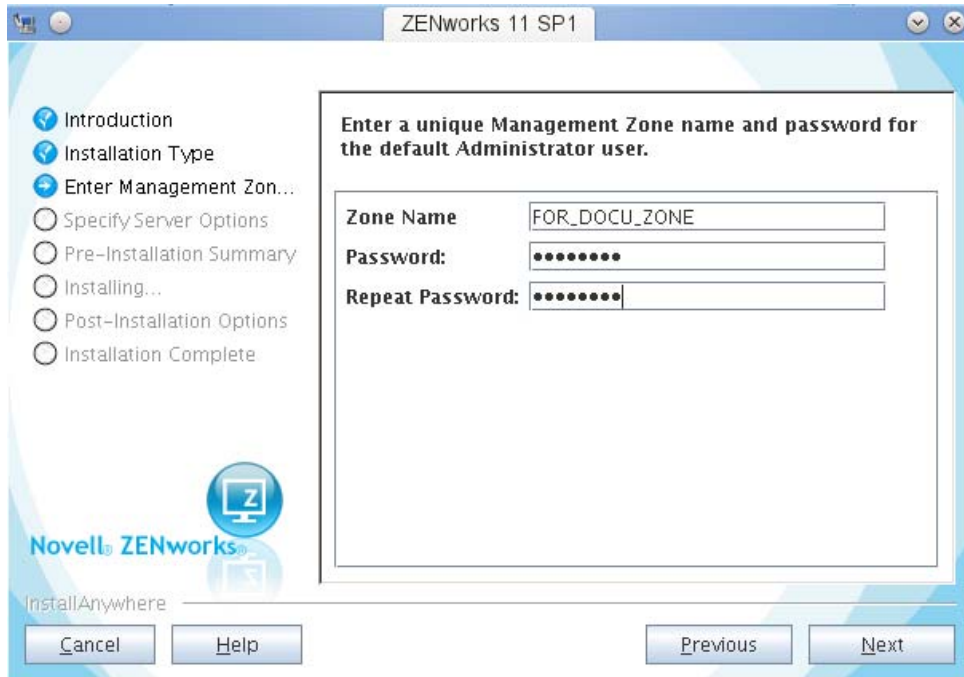 ZENworks 11 SP1
Introduction
Installation Type
Enter Management Zon...
Specify Server Options
Pre-Installation Summary
Installing...
Post-Installation Options
Installation Complete
Enter a unique Management Zone name and password for
the default Administrator user.
Zone Name FOR_DOCU_ZONE
Password: ••••••••
Repeat Password: ••••••••
Z
Novell® ZENworks®
InstallAnywhere
Cancel Help Previous Next